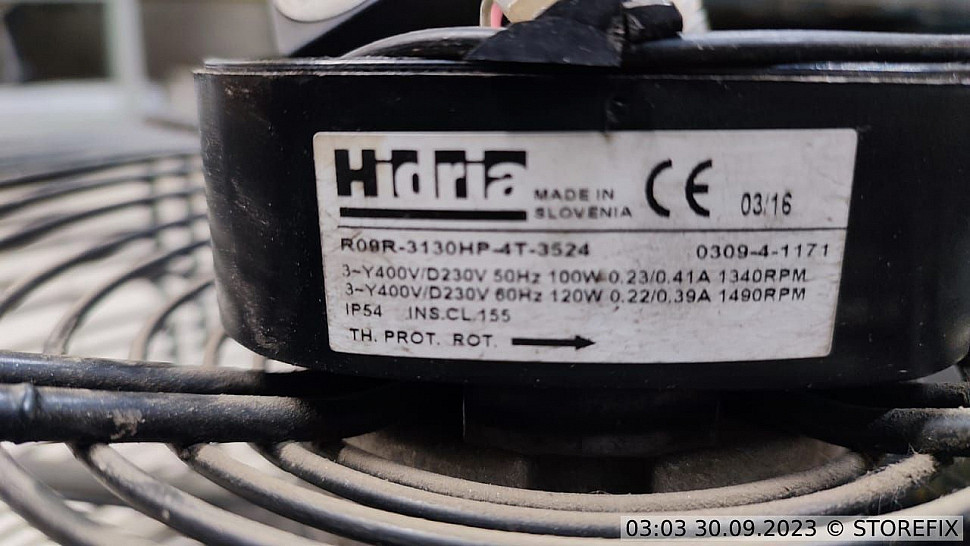 Hidria
MADE IN
SLOVENIA
CE
03/16
R09R-3130HP-4T-3524 0309-4-1171
3~Y400V/D230V 50Hz 100W 0.23/0.41A 1340RPM
3~Y400V/D230V 60Hz 120W 0.22/0.39A 1490RPM
IP54 INS.CL.155
TH. PROT. ROT.
03:03 30.09.2023 © STOREFIX